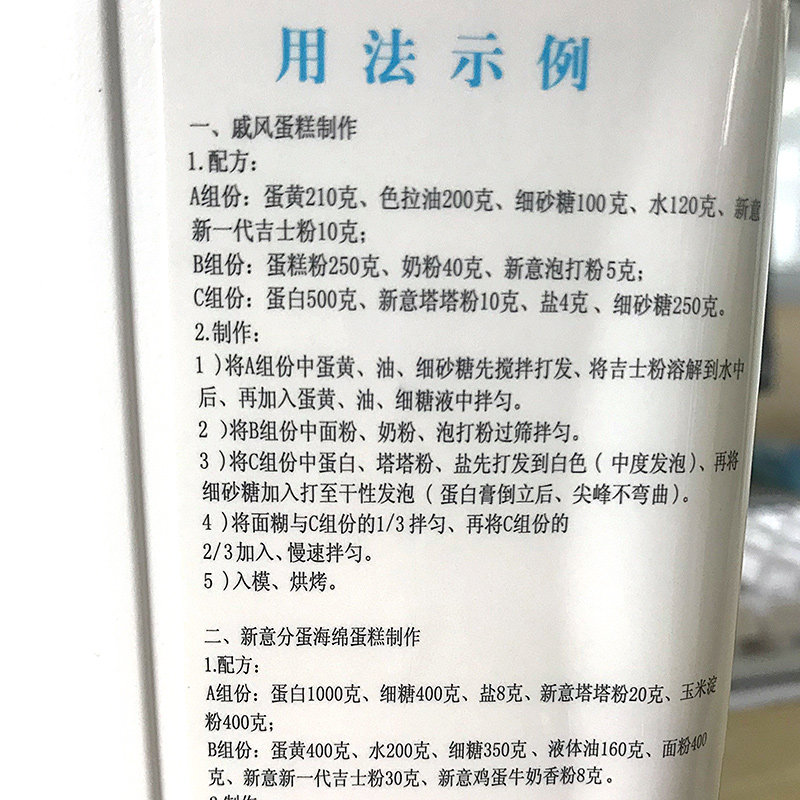 用法示例
一、戚风蛋糕制作
1.配方：
A组份：蛋黄210克、色拉油200克、细砂糖100克、水120克、新意
新一代吉士粉10克；
B组份：蛋糕粉250克、奶粉40克、新意泡打粉5克；
C组份：蛋白500克、新意塔塔粉10克、盐4克、细砂糖250克。
2.制作：
1）将A组份中蛋黄、油、细砂糖先搅拌打发、将吉士粉溶解到水中
后、再加入蛋黄、油、细糖液中拌匀。
2）将B组份中面粉、奶粉、泡打粉过筛拌匀。
3）将C组份中蛋白、塔塔粉、盐先打发到白色（中度发泡）、再将
细砂糖加入打至干性发泡（蛋白膏倒立后、尖峰不弯曲）。
4）将面糊与C组份的1/3拌匀、再将C组份的
2/3加入、慢速拌匀。
5）入模、烘烤。
二、新意分蛋海绵蛋糕制作
1.配方：
A组份：蛋白1000克、细糖400克、盐8克、新意塔塔粉20克、玉米淀
粉400克；
B组份：蛋黄400克、水200克、细糖350克、液体油160克、面粉400
克、新意新一代吉士粉30克、新意鸡蛋牛奶香粉8克。
2.制作